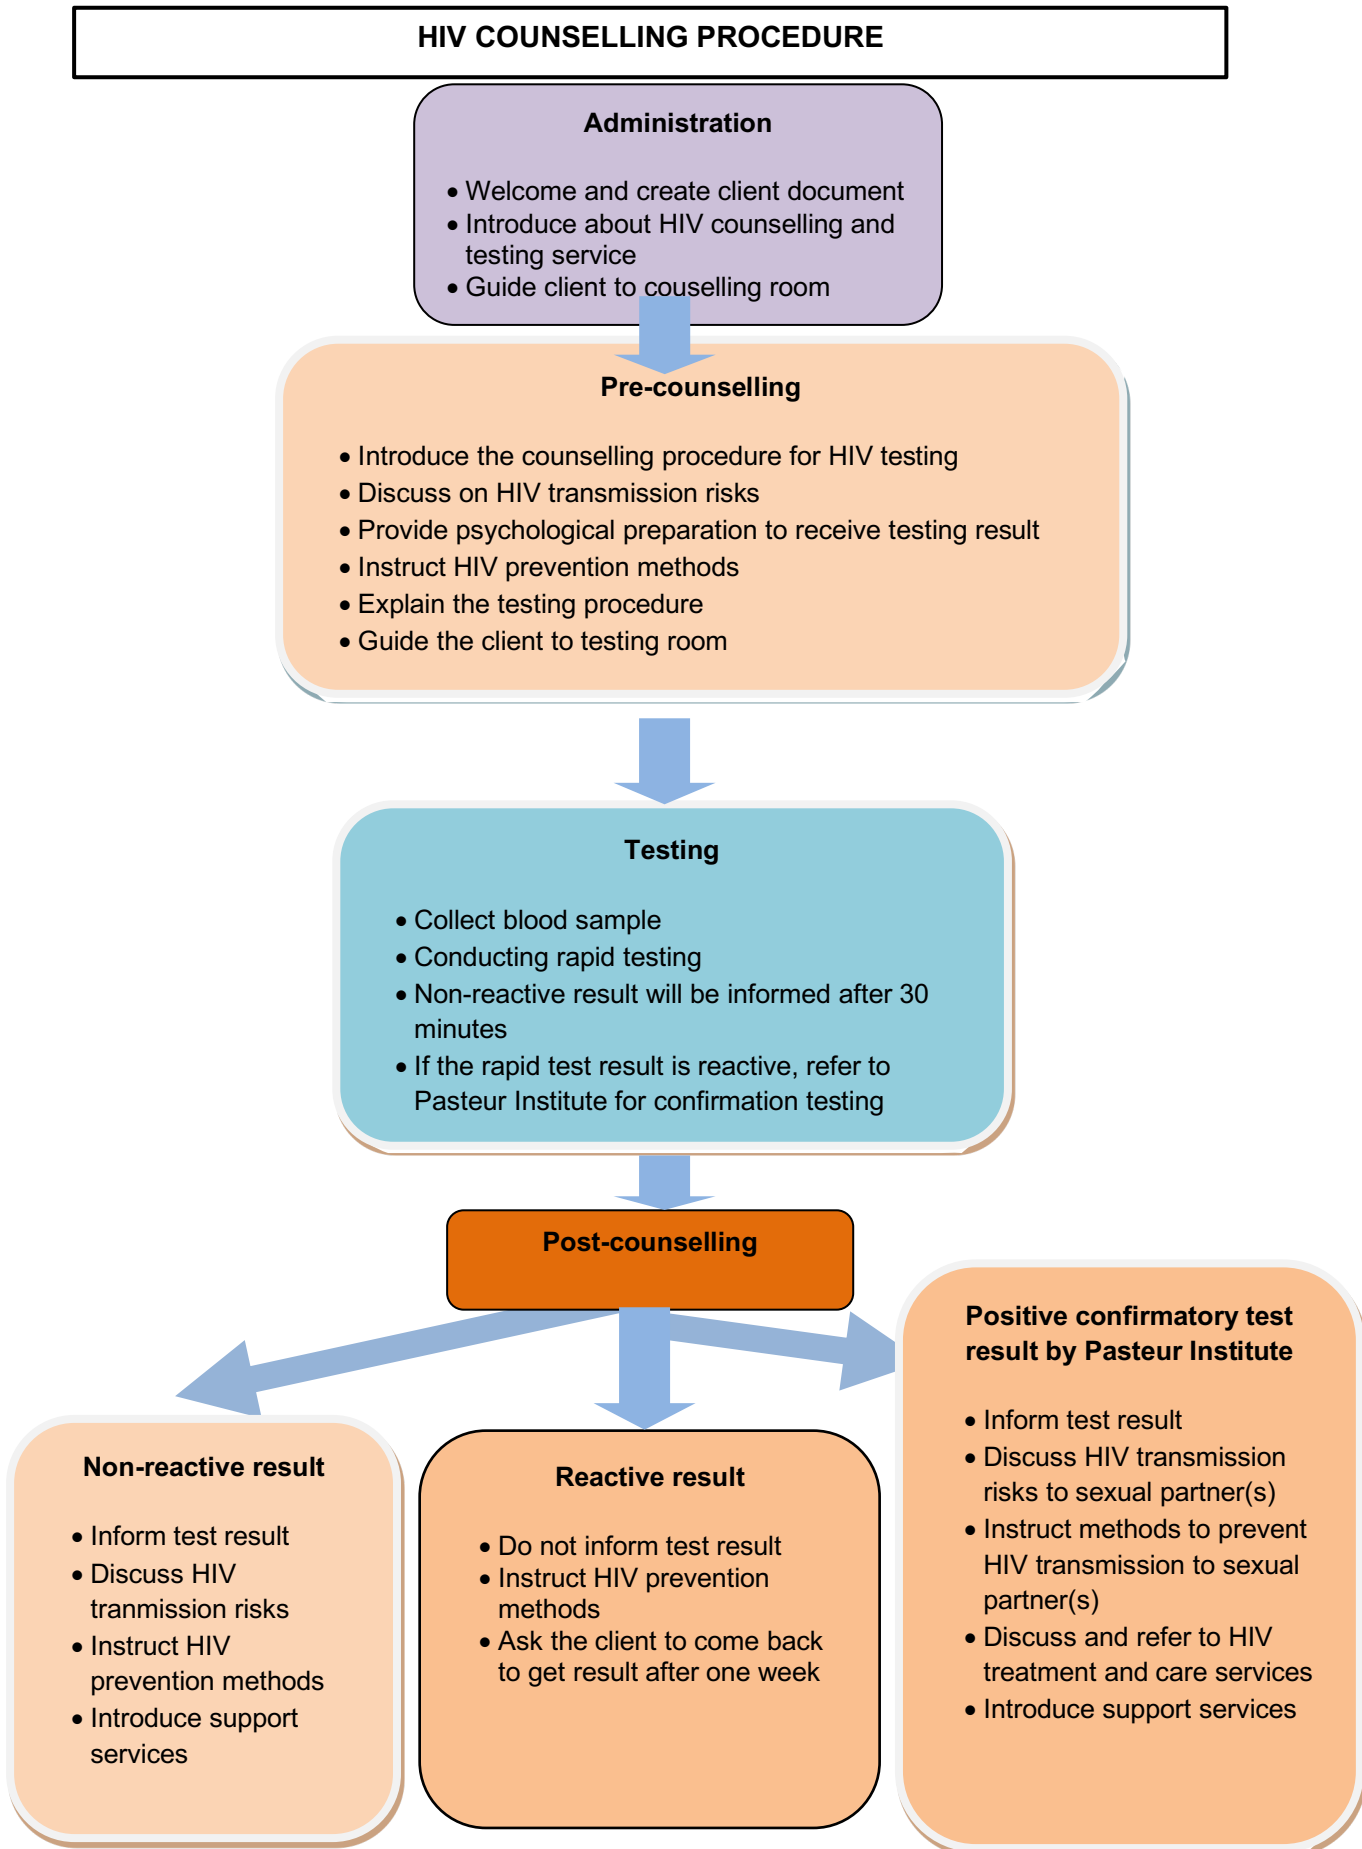 HIV COUNSELLING PROCEDURE
Administration
• Welcome and create client document
• Introduce about HIV counselling and
testing service
• Guide client to couselling room
Pre-counselling
• Introduce the counselling procedure for HIV testing
• Discuss on HIV transmission risks
• Provide psychological preparation to receive testing result
• Instruct HIV prevention methods
• Explain the testing procedure
• Guide the client to testing room
Testing
• Collect blood sample
• Conducting rapid testing
• Non-reactive result will be informed after 30
minutes
• If the rapid test result is reactive, refer to
Pasteur Institute for confirmation testing
Post-counselling
Non-reactive result
• Inform test result
• Discuss HIV
tranmission risks
• Instruct HIV
prevention methods
• Introduce support
services
Reactive result
• Do not inform test result
• Instruct HIV prevention
methods
• Ask the client to come back
to get result after one week
Positive confirmatory test
result by Pasteur Institute
• Inform test result
• Discuss HIV transmission
risks to sexual partner(s)
• Instruct methods to prevent
HIV transmission to sexual
partner(s)
• Discuss and refer to HIV
treatment and care services
• Introduce support services